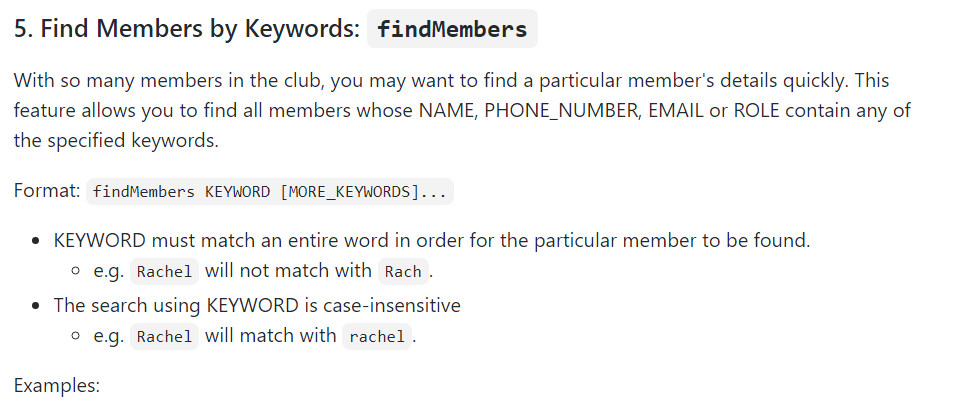 5. Find Members by Keywords: findMembers
With so many members in the club, you may want to find a particular member's details quickly. This
feature allows you to find all members whose NAME, PHONE_NUMBER, EMAIL or ROLE contain any of
the specified keywords.
Format: findMembers KEYWORD [MORE_KEYWORDS]...
• KEYWORD must match an entire word in order for the particular member to be found.
○ e.g. Rachel will not match with Rach .
• The search using KEYWORD is case-insensitive
○ e.g. Rachel will match with rachel .
Examples: